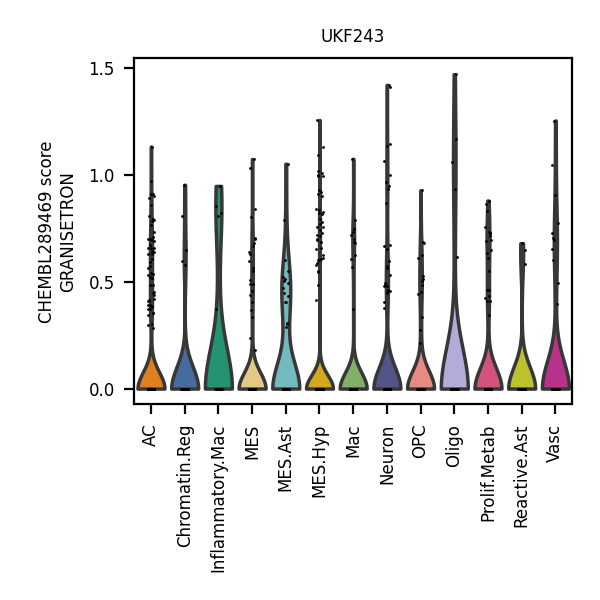 UKF243
CHEMBL289469 score
GRANISETRON
1.5
1.0
0.5
0.0
AC
Chromatin.Reg
Inflammatory.Mac
MES
MES.Ast
MES.Hyp
Mac
Neuron
OPC
Oligo
Prolif.Metab
Reactive.Ast
Vasc